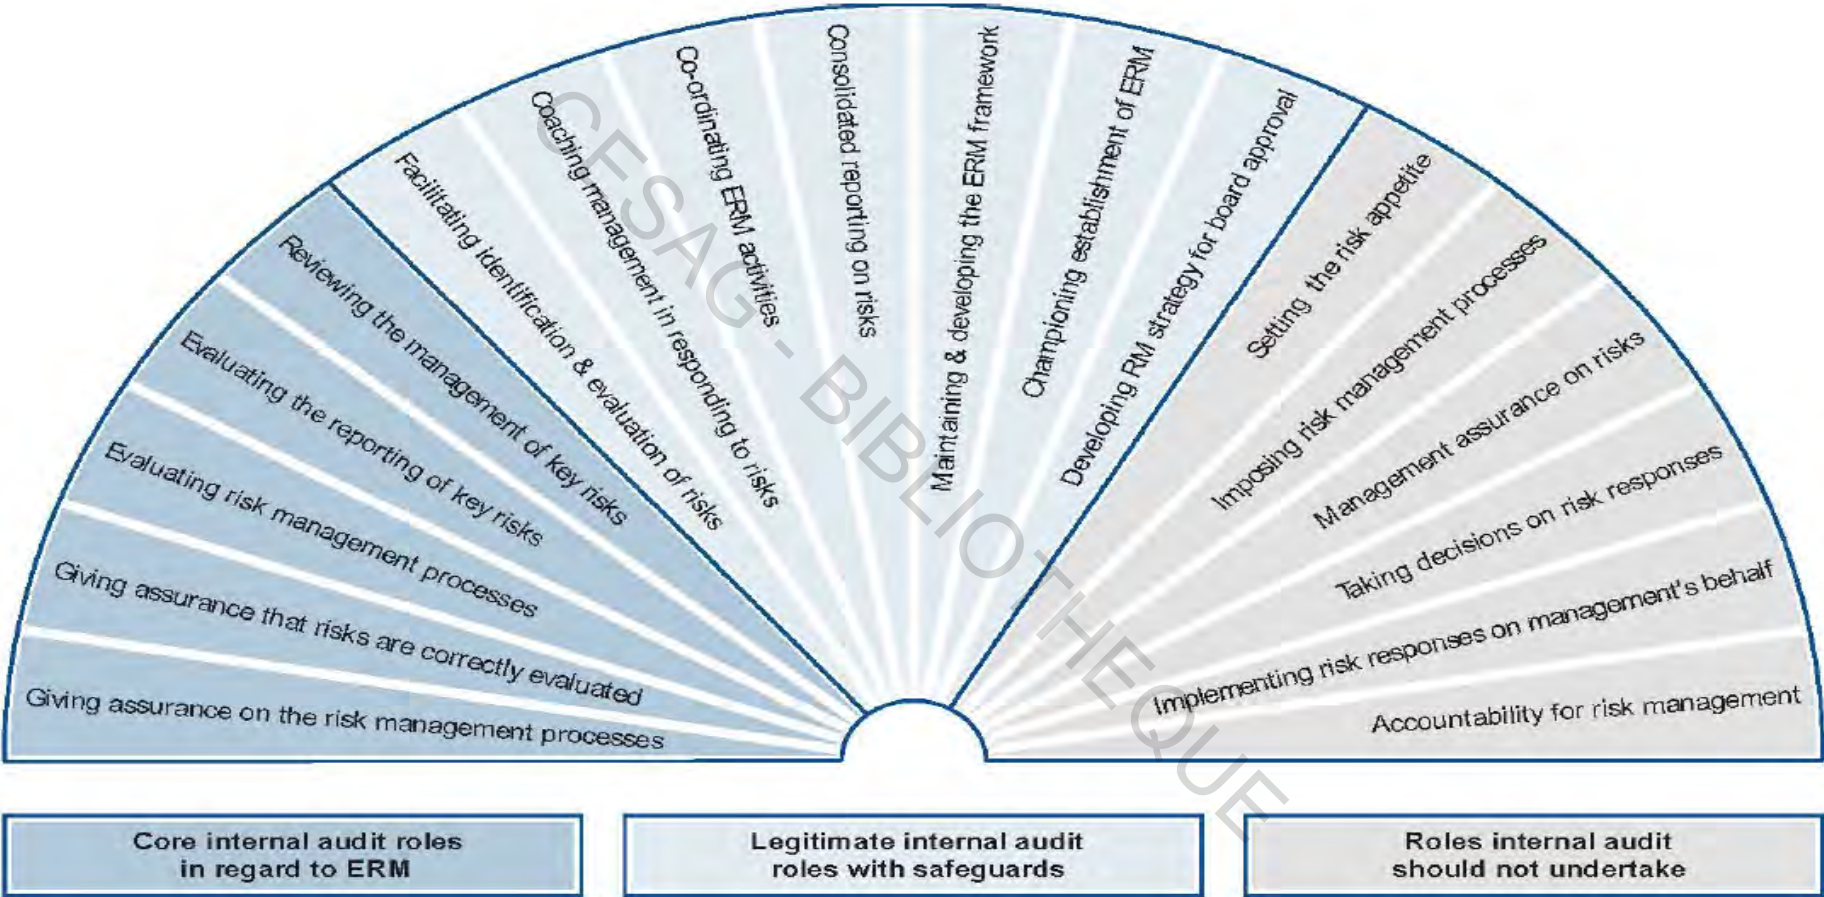 Giving assurance on the risk management processes
Giving assurance that risks are correctly evaluated
Evaluating risk management processes
Evaluating the reporting of key risks
Reviewing the management of key risks
Facilitating identification & evaluation of risks
Coaching management in responding to risks
Co-ordinating ERM activities
Consolidated reporting on risks
Maintaining & developing the ERM framework
Championing establishment of ERM
Developing RM strategy for board approval
Setting the risk appetite
Imposing risk management processes
Management assurance on risks
Taking decisions on risk responses
Implementing risk responses on management's behalf
Accountability for risk management
CESAG - BIBLIOTHEQUE
Core internal audit roles
in regard to ERM
Legitimate internal audit
roles with safeguards
Roles internal audit
should not undertake